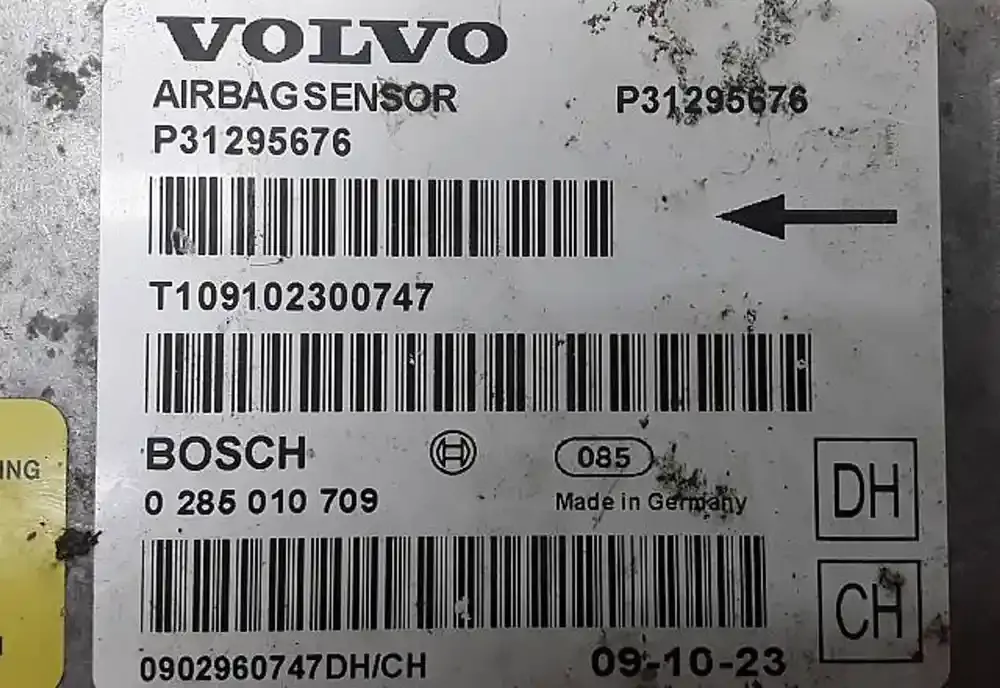 VOLVO
AIRBAGSENSOR P31295676
P31295676
T109102300747
BOSCH 085
0 285 010 709 Made in Germany
DH
CH
0902960747DH/CH 09-10-23
ING